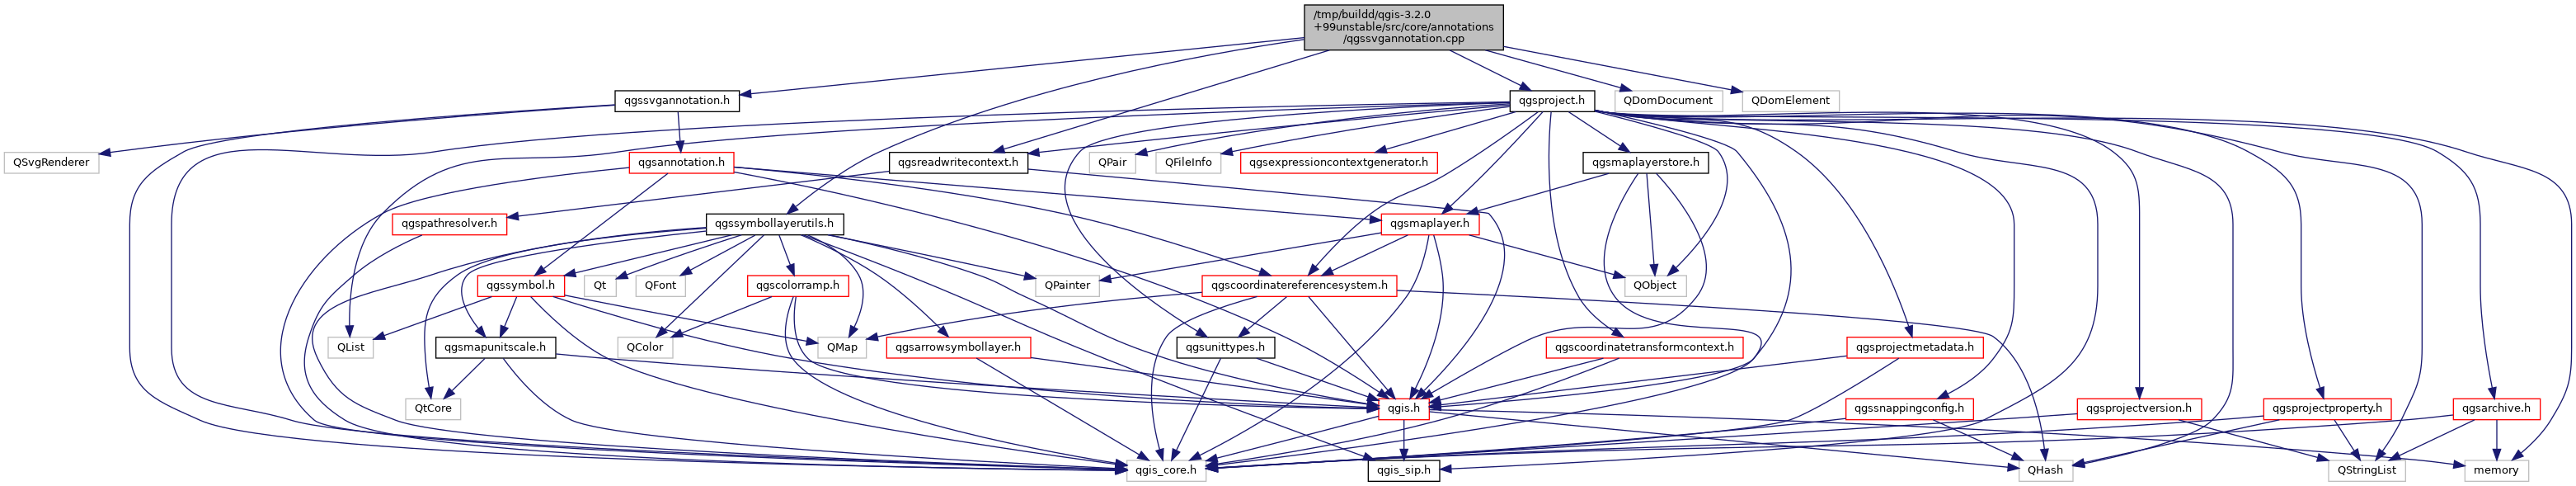 /tmp/buildd/qgis-3.2.0
+99unstable/src/core/annotations
/qgssvgannotation.cpp
qgssvgannotation.h
qgsproject.h
QDomDocument
QDomElement
QSvgRenderer
qgsannotation.h
qgsreadwritecontext.h
QPair
QFileInfo
qgsexpressioncontextgenerator.h
qgsmaplayerstore.h
qgspathresolver.h
qgssymbollayerutils.h
qgsmaplayer.h
qgssymbol.h
Qt
QFont
qgscolorramp.h
QPainter
qgscoordinatereferencesystem.h
QObject
QList
qgsmapunitscale.h
QColor
QMap
qgsarrowsymbollayer.h
qgsunittypes.h
qgscoordinatetransformcontext.h
qgsprojectmetadata.h
QtCore
qgis.h
qgssnappingconfig.h
qgsprojectversion.h
qgsprojectproperty.h
qgsarchive.h
qgis_core.h
qgis_sip.h
QHash
QStringList
memory